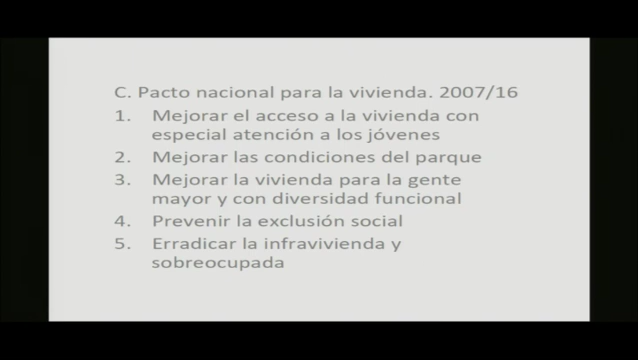 C. Pacto nacional para la vivienda. 2007/16
1. Mejorar el acceso a la vivienda con
especial atención a los jóvenes
2. Mejorar las condiciones del parque
3. Mejorar la vivienda para la gente
mayor y con diversidad funcional
4. Prevenir la exclusión social
5. Erradicar la infravivienda y
sobreocupada